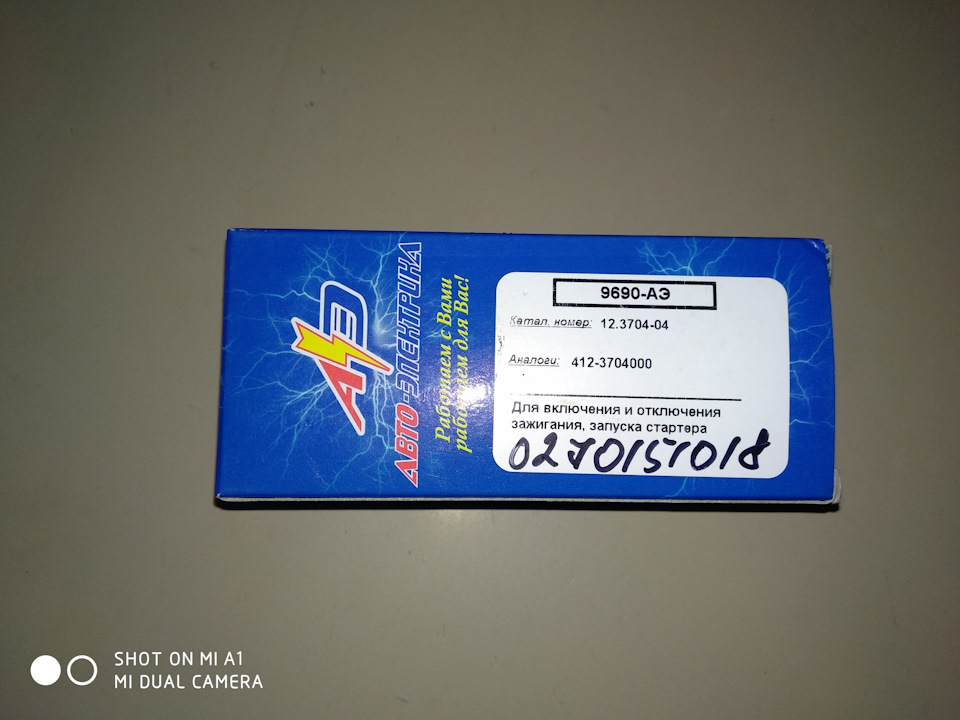 АЭ
АВТО-ЭЛЕКТРИКА
Работаем с Вами
работаем для Вас!
9690-АЭ
Катал. номер: 12.3704-04
Аналоги: 412-3704000
Для включения и отключения
зажигания, запуска стартера
0270151018
SHOT ON MI A1
MI DUAL CAMERA